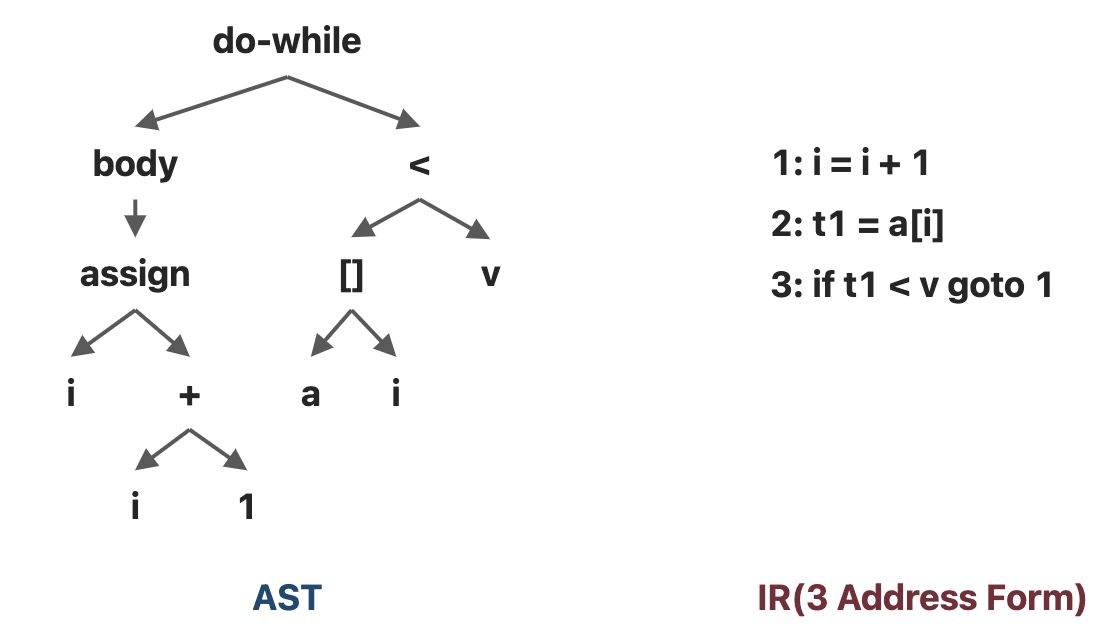 do-while
body <
assign [] v
i + a i
i 1
AST
1: i = i + 1
2: t1 = a[i]
3: if t1 < v goto 1
IR(3 Address Form)